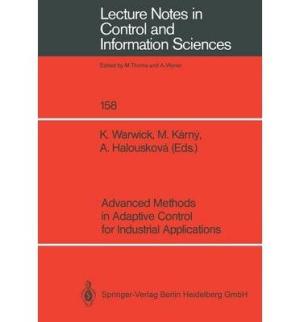 Lecture Notes in
Control and
Information Sciences
Edited by M.Thoma and A.Wyner
158
K. Warwick, M. Kárný,
A. Halousková (Eds.)
Advanced Methods
in Adaptive Control
for Industrial Applications
Springer-Verlag Berlin Heidelberg GmbH